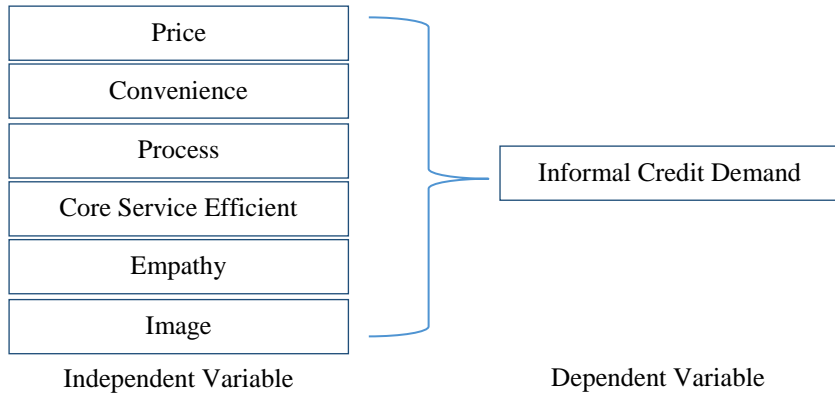 Price
Convenience
Process
Core Service Efficient
Empathy
Image
Informal Credit Demand
Independent Variable
Dependent Variable